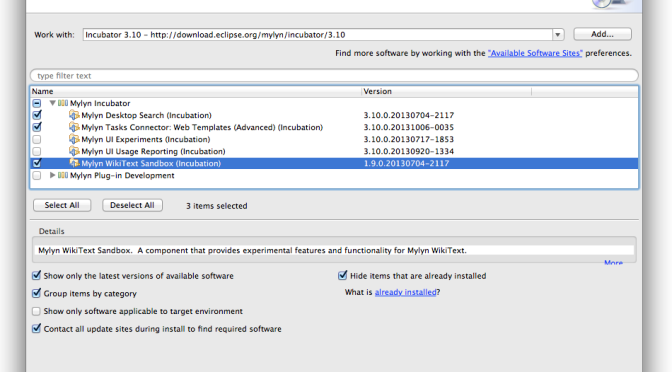 Work with: Incubator 3.10 – http://download.eclipse.org/mylyn/incubator/3.10 Add...
Find more software by working with the "Available Software Sites" preferences.
type filter text
Name Version
Mylyn Incubator
Mylyn Desktop Search (Incubation) 3.10.0.20130704-2117
Mylyn Tasks Connector: Web Templates (Advanced) (Incubation) 3.10.0.20131006-0035
Mylyn UI Experiments (Incubation) 3.10.0.20130717-1853
Mylyn UI Usage Reporting (Incubation) 3.10.0.20130920-1334
Mylyn WikiText Sandbox (Incubation) 1.9.0.20130704-2117
Mylyn Plug-in Development
Select All Deselect All 3 items selected
Details
Mylyn WikiText Sandbox. A component that provides experimental features and functionality for Mylyn WikiText.
More
Show only the latest versions of available software Hide items that are already installed
Group items by category What is already installed?
Show only software applicable to target environment
Contact all update sites during install to find required software